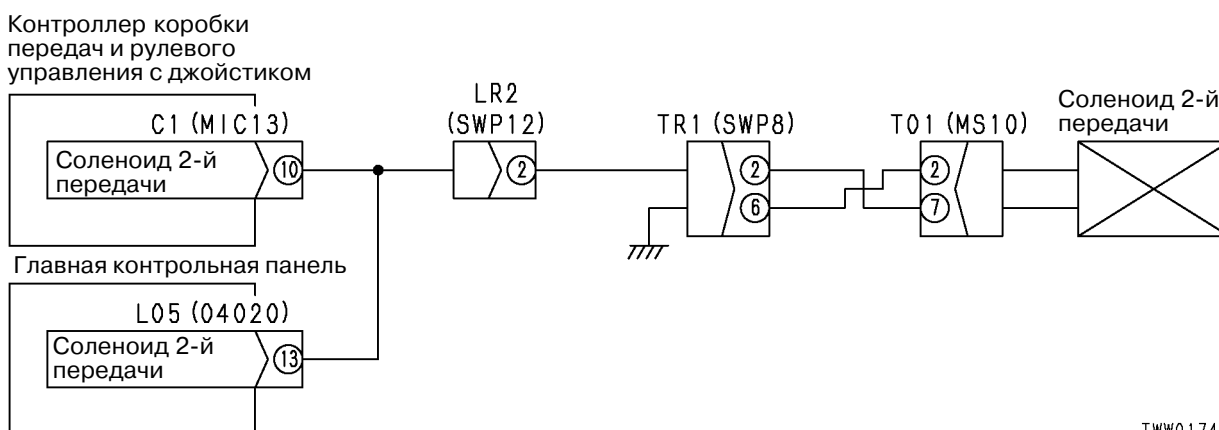 Контроллер коробки
передач и рулевого
управления с джойстиком
C1 (MIC13)
Соленоид 2-й
передачи
10
LR2
(SWP12)
2
TR1 (SWP8)
2
6
T01 (MS10)
2
7
Соленоид 2-й
передачи
Главная контрольная панель
L05 (04020)
Соленоид 2-й
передачи
13